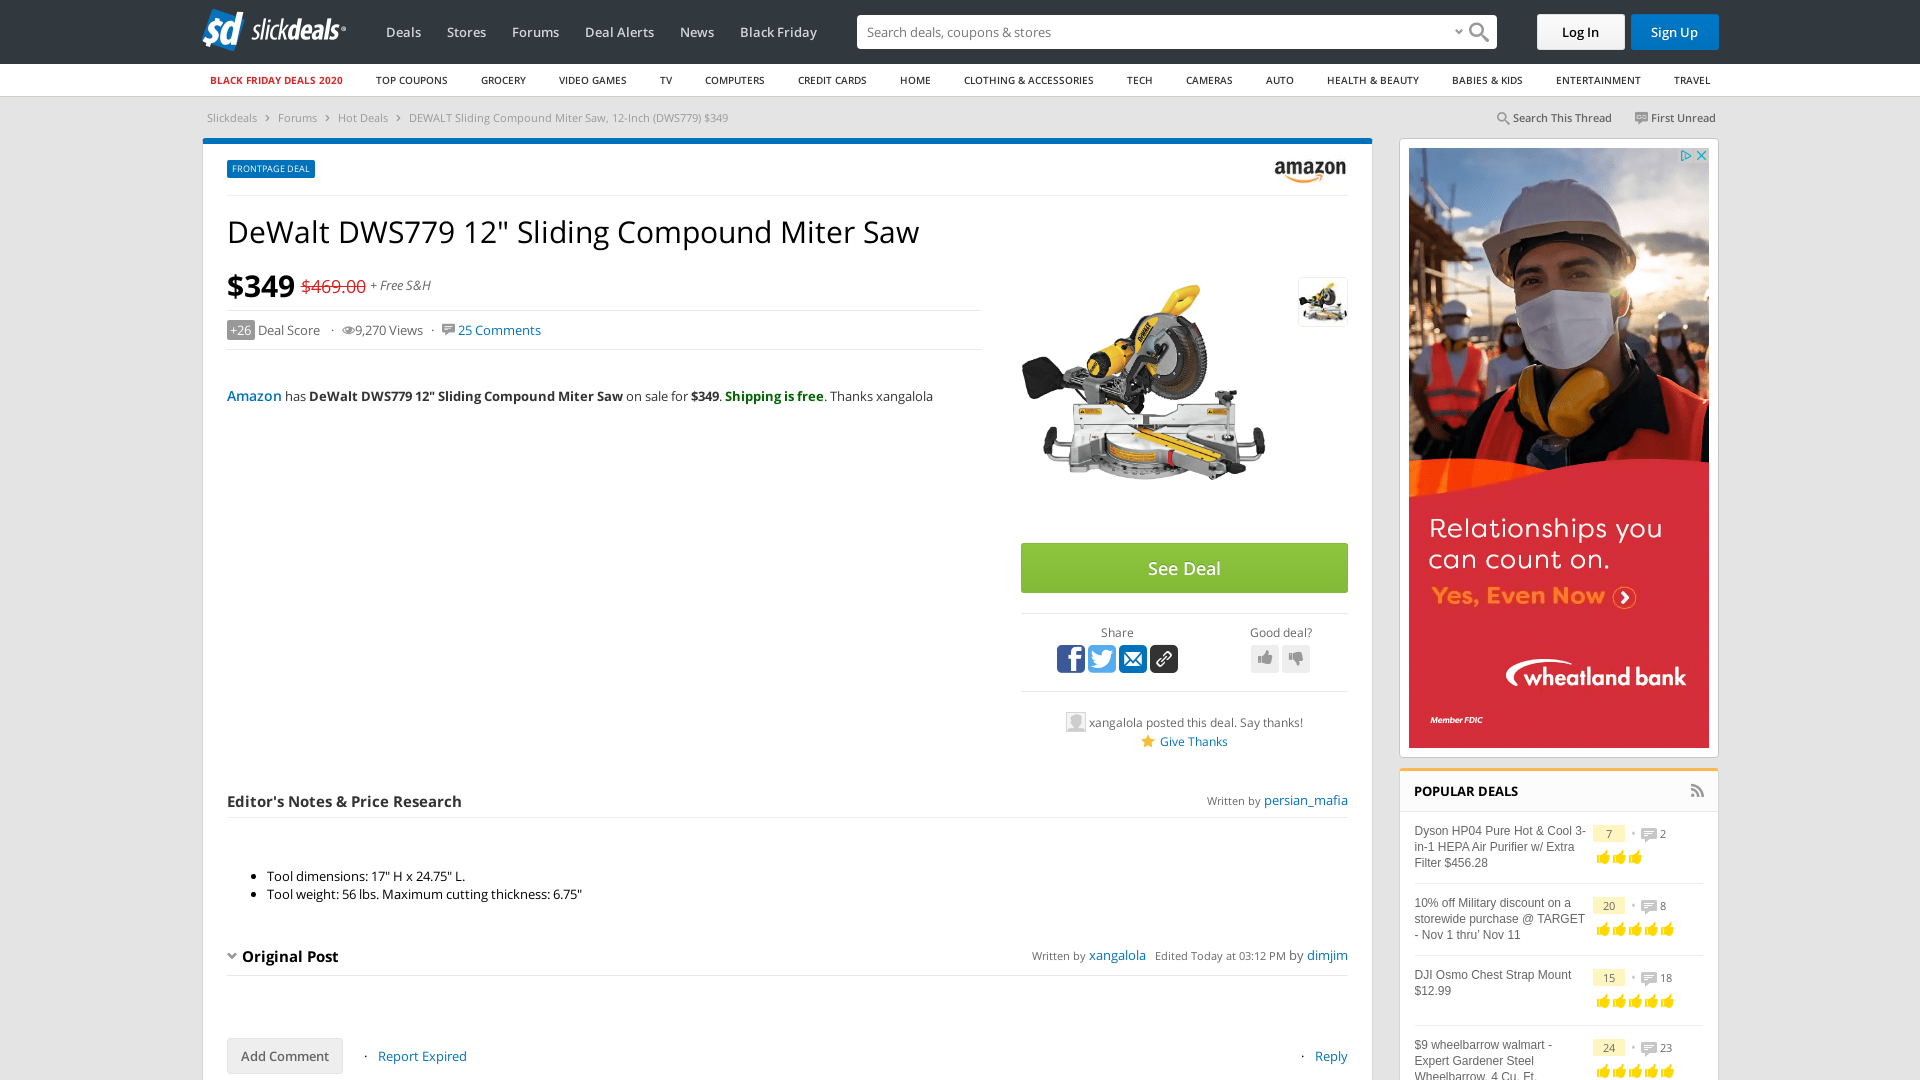 sd slickdeals
Deals
Stores
Forums
Deal Alerts
News
Black Friday
Search deals, coupons & stores
Log In
Sign Up
BLACK FRIDAY DEALS 2020
TOP COUPONS
GROCERY
VIDEO GAMES
TV
COMPUTERS
CREDIT CARDS
HOME
CLOTHING & ACCESSORIES
TECH
CAMERAS
AUTO
HEALTH & BEAUTY
BABIES & KIDS
ENTERTAINMENT
TRAVEL
Slickdeals > Forums > Hot Deals > DEWALT Sliding Compound Miter Saw, 12-Inch (DWS779) $349
Search This Thread
First Unread
FRONTPAGE DEAL
amazon
DeWalt DWS779 12" Sliding Compound Miter Saw
$349 $469.00 + Free S&H
+26 Deal Score · 9,270 Views · 25 Comments
Amazon has DeWalt DWS779 12" Sliding Compound Miter Saw on sale for $349. Shipping is free. Thanks xangalola
See Deal
Share
Good deal?
xangalola posted this deal. Say thanks!
Give Thanks
Editor's Notes & Price Research
Written by persian_mafia
• Tool dimensions: 17" H x 24.75" L.
• Tool weight: 56 lbs. Maximum cutting thickness: 6.75"
Original Post
Written by xangalola Edited Today at 03:12 PM by dimjim
Add Comment
· Report Expired
· Reply
Relationships you
can count on.
Yes, Even Now
wheatland bank
Member FDIC
POPULAR DEALS
Dyson HP04 Pure Hot & Cool 3-
in-1 HEPA Air Purifier w/ Extra
Filter $456.28
7 • 2
10% off Military discount on a
storewide purchase @ TARGET
- Nov 1 thru' Nov 11
20 • 8
DJI Osmo Chest Strap Mount
$12.99
15 • 18
$9 wheelbarrow walmart -
Expert Gardener Steel
Wheelbarrow, 4 Cu. Ft.
24 • 23